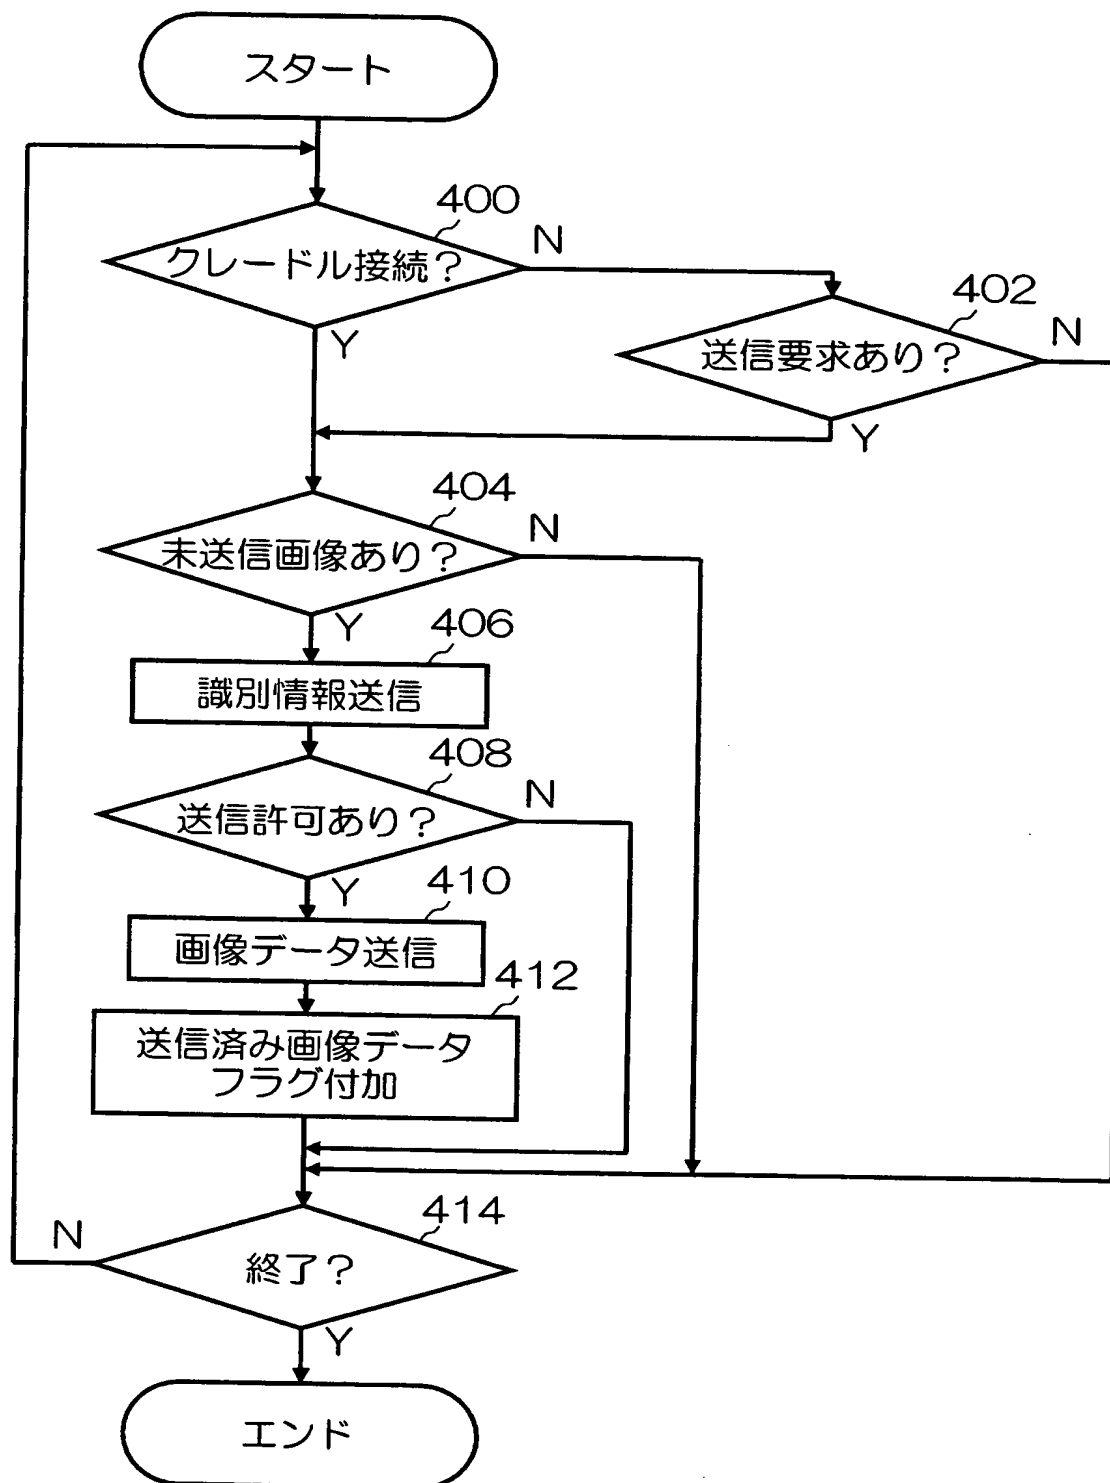 スタート
400
クレードル接続?
N
Y
402
送信要求あり?
N
Y
404
未送信画像あり?
N
Y
406
識別情報送信
408
送信許可あり?
N
Y
410
画像データ送信
412
送信済み画像データ
フラグ付加
414
終了?
N
Y
エンド